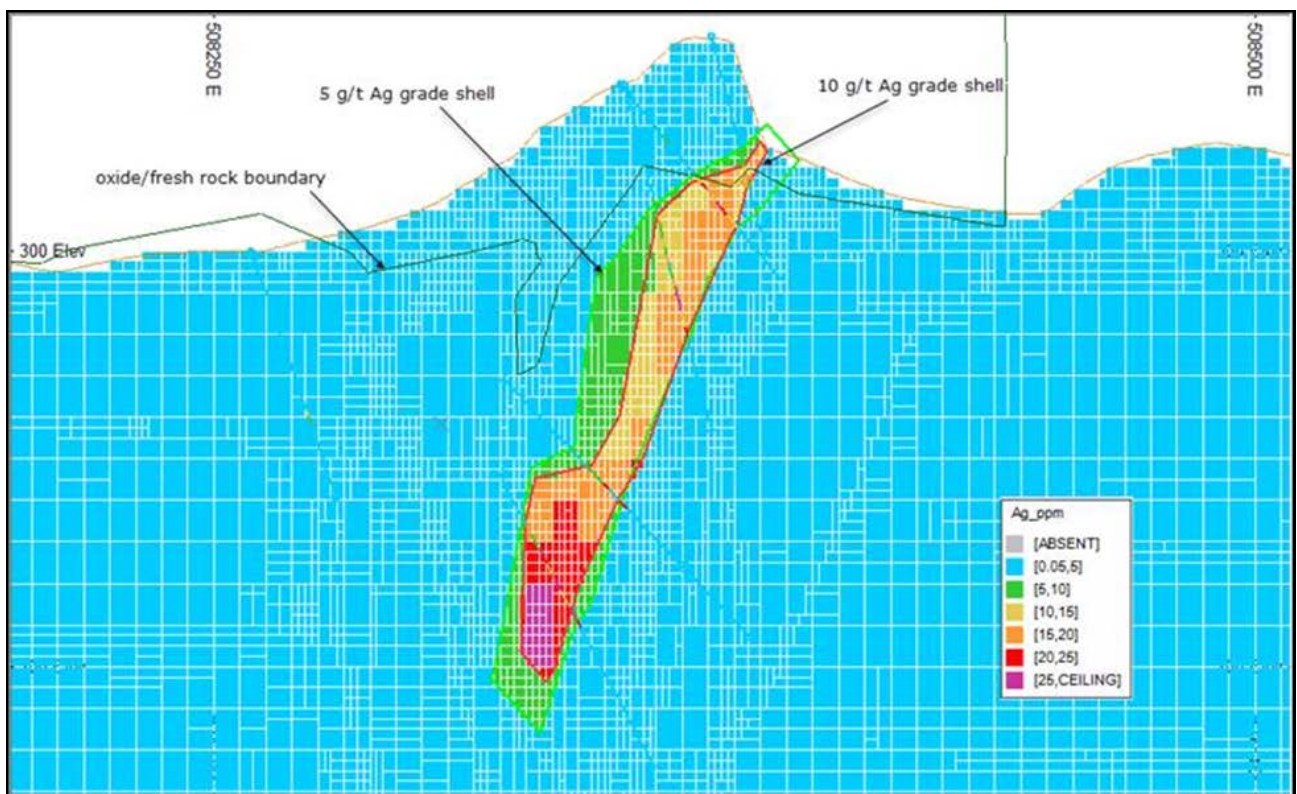 508250 E
508500 E
5 g/t Ag grade shell
10 g/t Ag grade shell
oxide/fresh rock boundary
300 Elev
Ag_ppm
[ABSENT]
[0.05,5]
[5,10]
[10,15]
[15,20]
[20,25]
[25,CEILING]